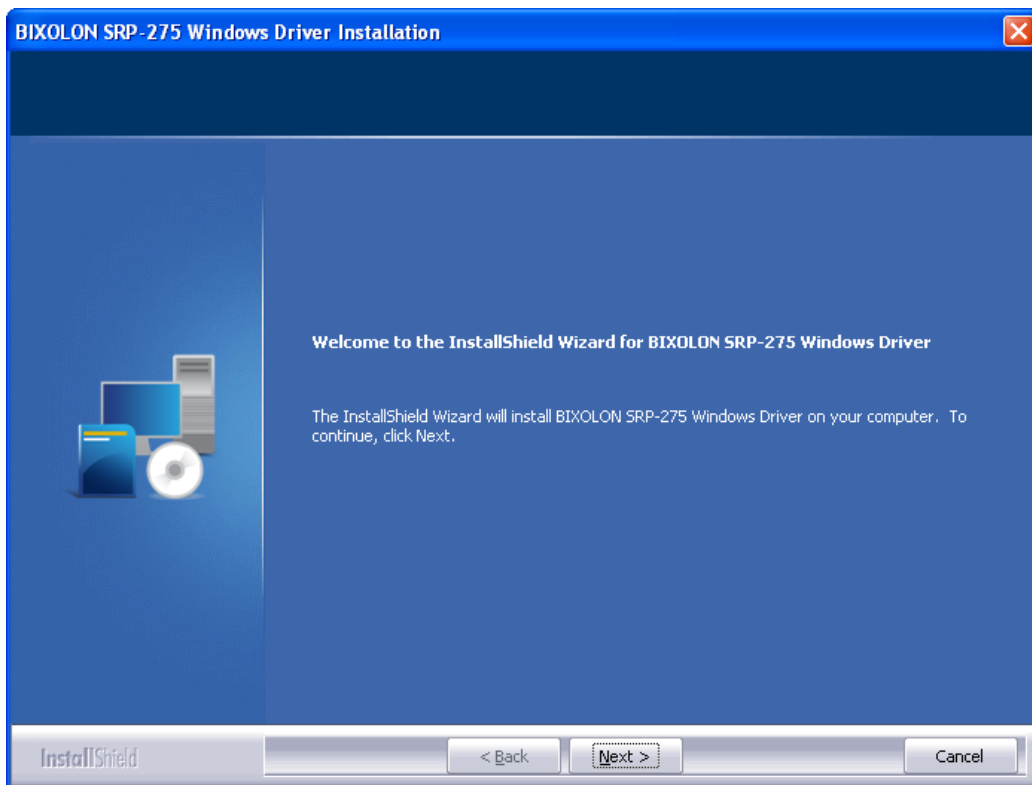 BIXOLON SRP-275 Windows Driver Installation
Welcome to the InstallShield Wizard for BIXOLON SRP-275 Windows Driver
The InstallShield Wizard will install BIXOLON SRP-275 Windows Driver on your computer. To
continue, click Next.
InstallShield
< Back
Next >
Cancel